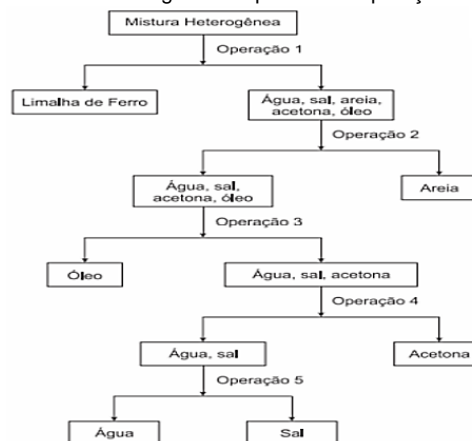 Mistura Heterogênea
Operação 1
Limalha de Ferro
Água, sal, areia,
acetona, óleo
Operação 2
Água, sal,
acetona, óleo
Areia
Operação 3
Óleo
Água, sal, acetona
Operação 4
Água, sal
Acetona
Operação 5
Água
Sal